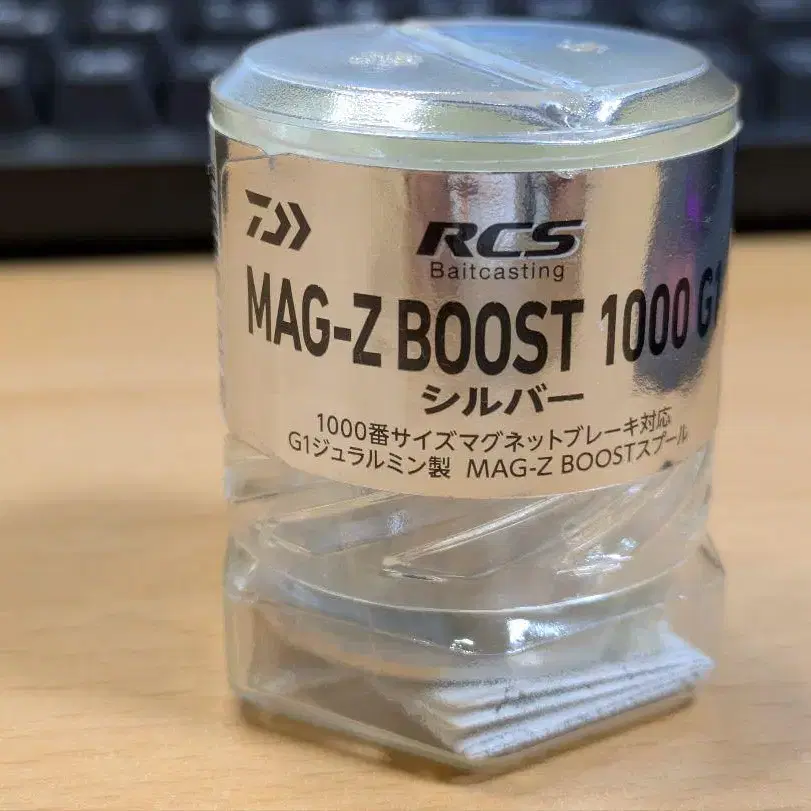 RCS
Baitcasting
MAG-Z BOOST 1000 G1
シルバー
1000番サイズマグネットブレーキ対応
G1ジュラルミン製 MAG-Z BOOSTスプール